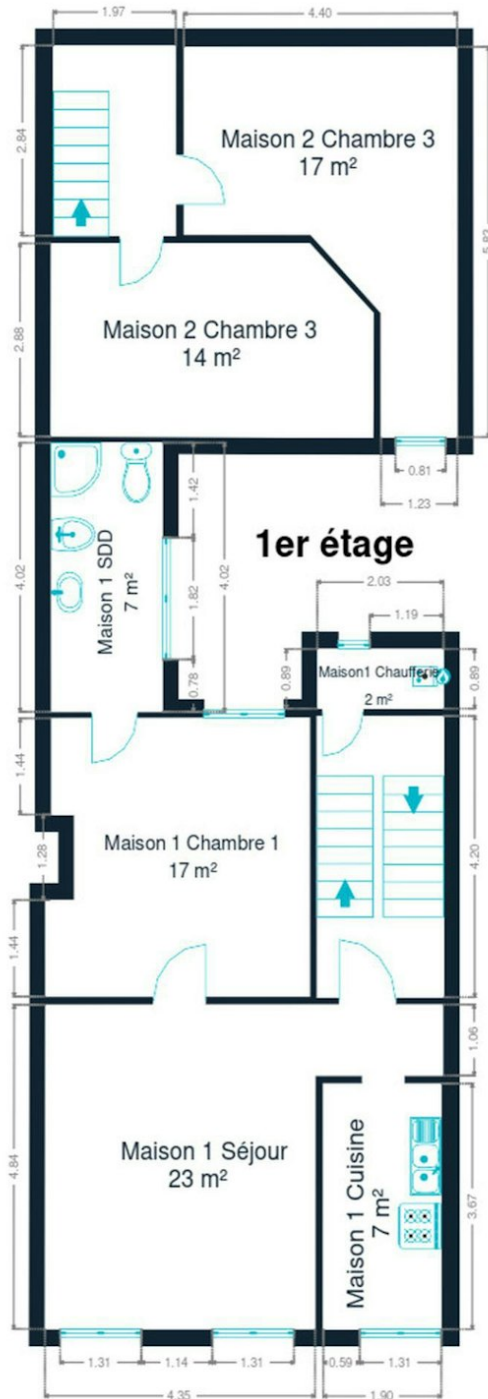 1.97
4.40
2.84
Maison 2 Chambre 3
17 m²
5.82
Maison 2 Chambre 3
14 m²
2.88
0.81
1.23
4.02
Maison 1 SDD
7 m²
1.42
1.82
0.78
4.02
1er étage
2.03
1.19
0.89
Maison1 Chaufferie
2 m²
0.89
1.44
1.28
1.44
Maison 1 Chambre 1
17 m²
4.20
1.06
4.84
Maison 1 Séjour
23 m²
Maison 1 Cuisine
7 m²
3.67
1.31
1.14
1.31
0.59
1.31
4.35
1.90